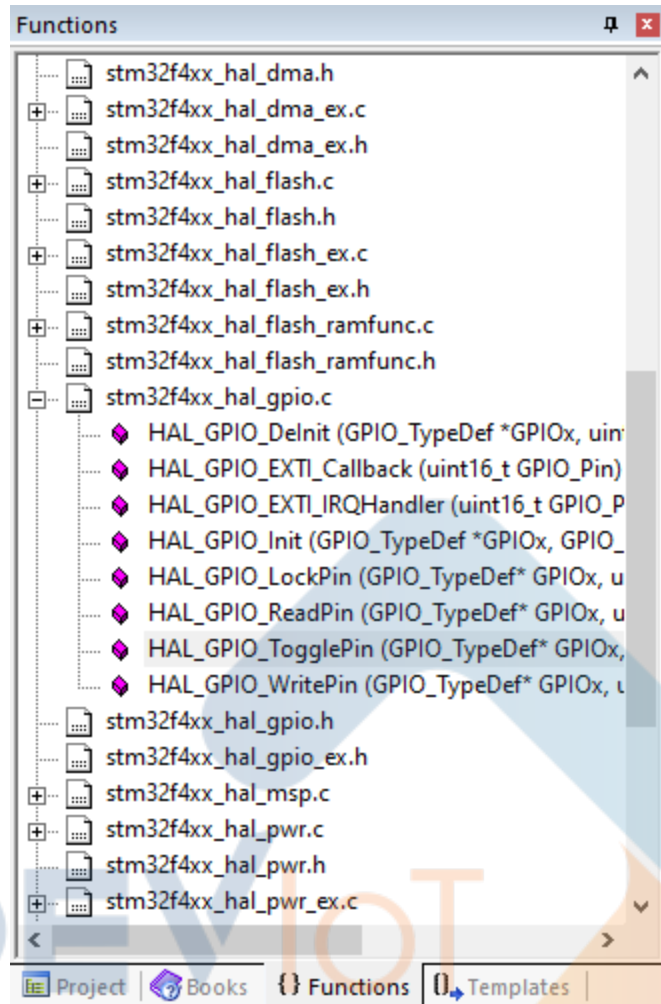 Functions
stm32f4xx_hal_dma.h
stm32f4xx_hal_dma_ex.c
stm32f4xx_hal_dma_ex.h
stm32f4xx_hal_flash.c
stm32f4xx_hal_flash.h
stm32f4xx_hal_flash_ex.c
stm32f4xx_hal_flash_ex.h
stm32f4xx_hal_flash_ramfunc.c
stm32f4xx_hal_flash_ramfunc.h
stm32f4xx_hal_gpio.c
HAL_GPIO_DeInit (GPIO_TypeDef *GPIOx, uin
HAL_GPIO_EXTI_Callback (uint16_t GPIO_Pin)
HAL_GPIO_EXTI_IRQHandler (uint16_t GPIO_P
HAL_GPIO_Init (GPIO_TypeDef *GPIOx, GPIO_
HAL_GPIO_LockPin (GPIO_TypeDef* GPIOx, u
HAL_GPIO_ReadPin (GPIO_TypeDef* GPIOx, u
HAL_GPIO_TogglePin (GPIO_TypeDef* GPIOx,
HAL_GPIO_WritePin (GPIO_TypeDef* GPIOx, u
stm32f4xx_hal_gpio.h
stm32f4xx_hal_gpio_ex.h
stm32f4xx_hal_msp.c
stm32f4xx_hal_pwr.c
stm32f4xx_hal_pwr.h
stm32f4xx_hal_pwr_ex.c
Project Books {} Functions Templates